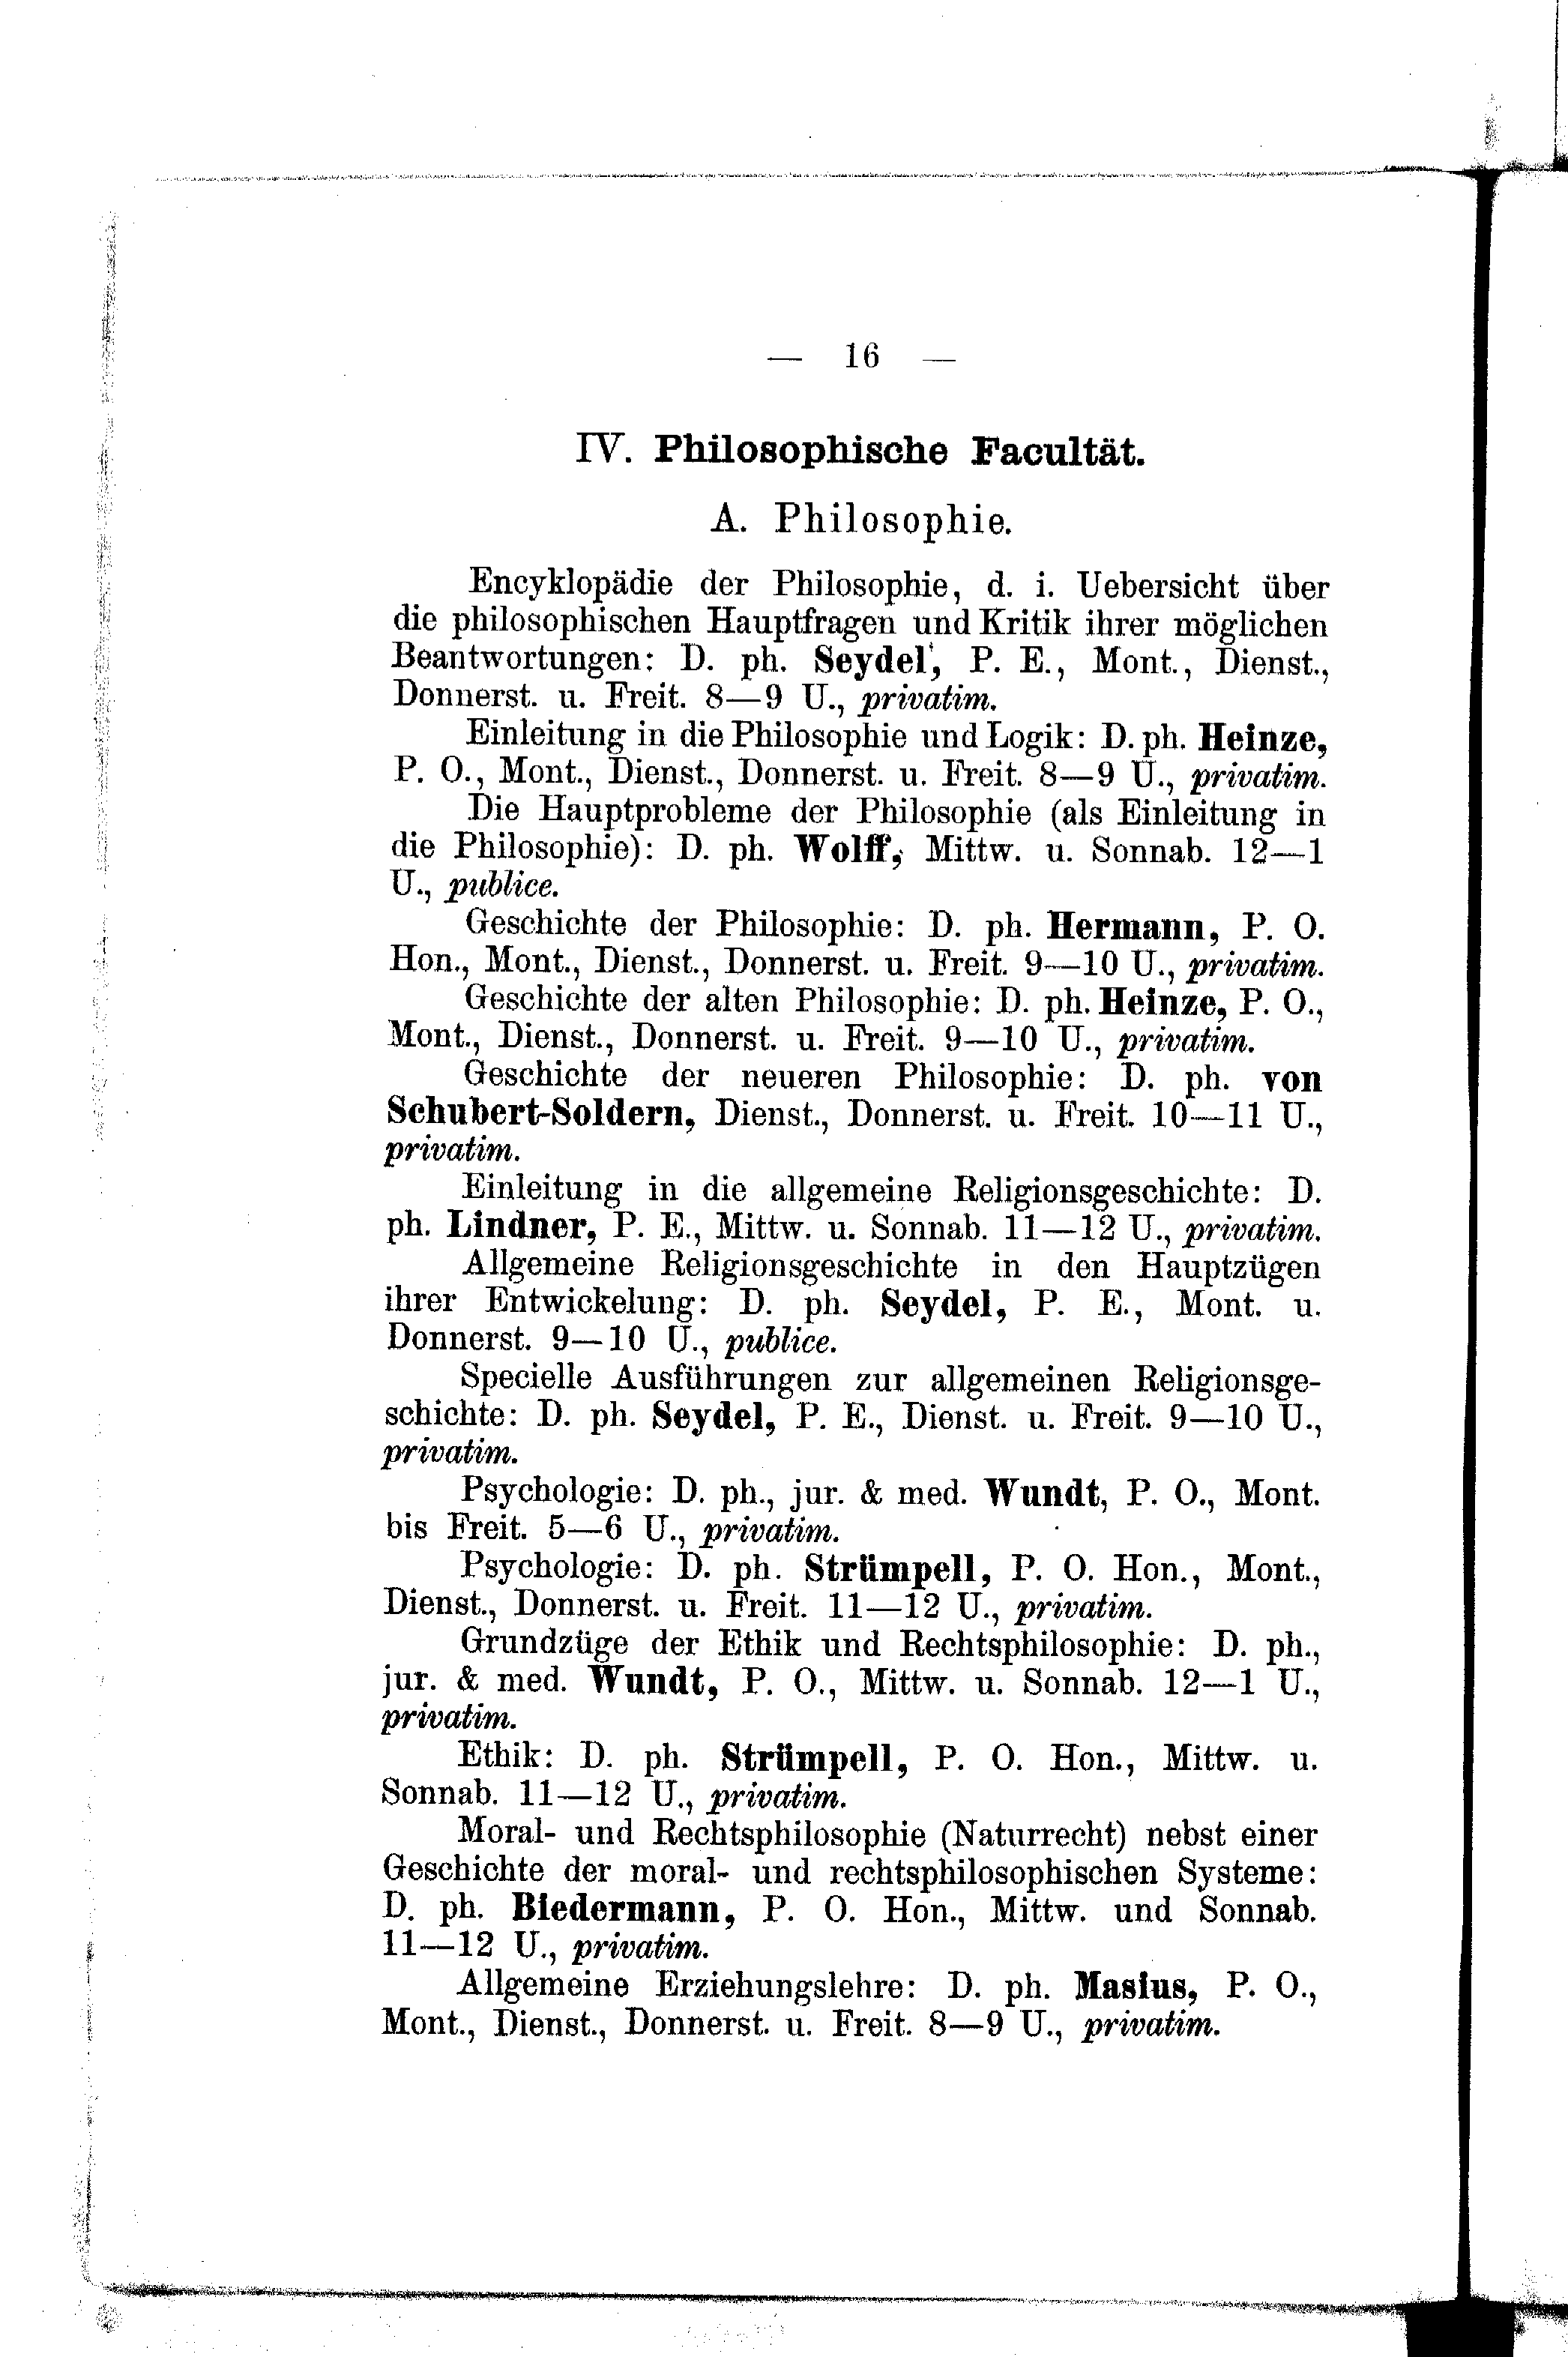 — 16 —
IV. Philosophische Facultät.
A. Philosophie.
Encyklopädie der Philosophie, d. i. Uebersicht über
die philosophischen Hauptfragen und Kritik ihrer möglichen
Beantwortungen: D. ph. Seydel, P. E., Mont., Dienst.,
Donnerst. u. Freit. 8—9 U., privatim.
Einleitung in die Philosophie und Logik: D. ph. Heinze,
P. O., Mont., Dienst., Donnerst. u. Freit. 8—9 U., privatim.
Die Hauptprobleme der Philosophie (als Einleitung in
die Philosophie): D. ph. Wolff, Mittw. u. Sonnab. 12—1
U., publice.
Geschichte der Philosophie: D. ph. Hermann, P. O.
Hon., Mont., Dienst., Donnerst. u. Freit. 9—10 U., privatim.
Geschichte der alten Philosophie: D. ph. Heinze, P. O.,
Mont., Dienst., Donnerst. u. Freit. 9—10 U., privatim.
Geschichte der neueren Philosophie: D. ph. von
Schubert-Soldern, Dienst., Donnerst. u. Freit. 10—11 U.,
privatim.
Einleitung in die allgemeine Religionsgeschichte: D.
ph. Lindner, P. E., Mittw. u. Sonnab. 11—12 U., privatim.
Allgemeine Religionsgeschichte in den Hauptzügen
ihrer Entwickelung: D. ph. Seydel, P. E., Mont. u.
Donnerst. 9—10 U., publice.
Specielle Ausführungen zur allgemeinen Religionsge-
schichte: D. ph. Seydel, P. E., Dienst. u. Freit. 9—10 U.,
privatim.
Psychologie: D. ph., jur. & med. Wundt, P. O., Mont.
bis Freit. 5—6 U., privatim.
Psychologie: D. ph. Strümpell, P. O. Hon., Mont.,
Dienst., Donnerst. u. Freit. 11—12 U., privatim.
Grundzüge der Ethik und Rechtsphilosophie: D. ph.,
jur. & med. Wundt, P. O., Mittw. u. Sonnab. 12—1 U.,
privatim.
Ethik: D. ph. Strümpell, P. O. Hon., Mittw. u.
Sonnab. 11—12 U., privatim.
Moral- und Rechtsphilosophie (Naturrecht) nebst einer
Geschichte der moral- und rechtsphilosophischen Systeme:
D. ph. Biedermann, P. O. Hon., Mittw. und Sonnab.
11—12 U., privatim.
Allgemeine Erziehungslehre: D. ph. Masius, P. O.,
Mont., Dienst., Donnerst. u. Freit. 8—9 U., privatim.